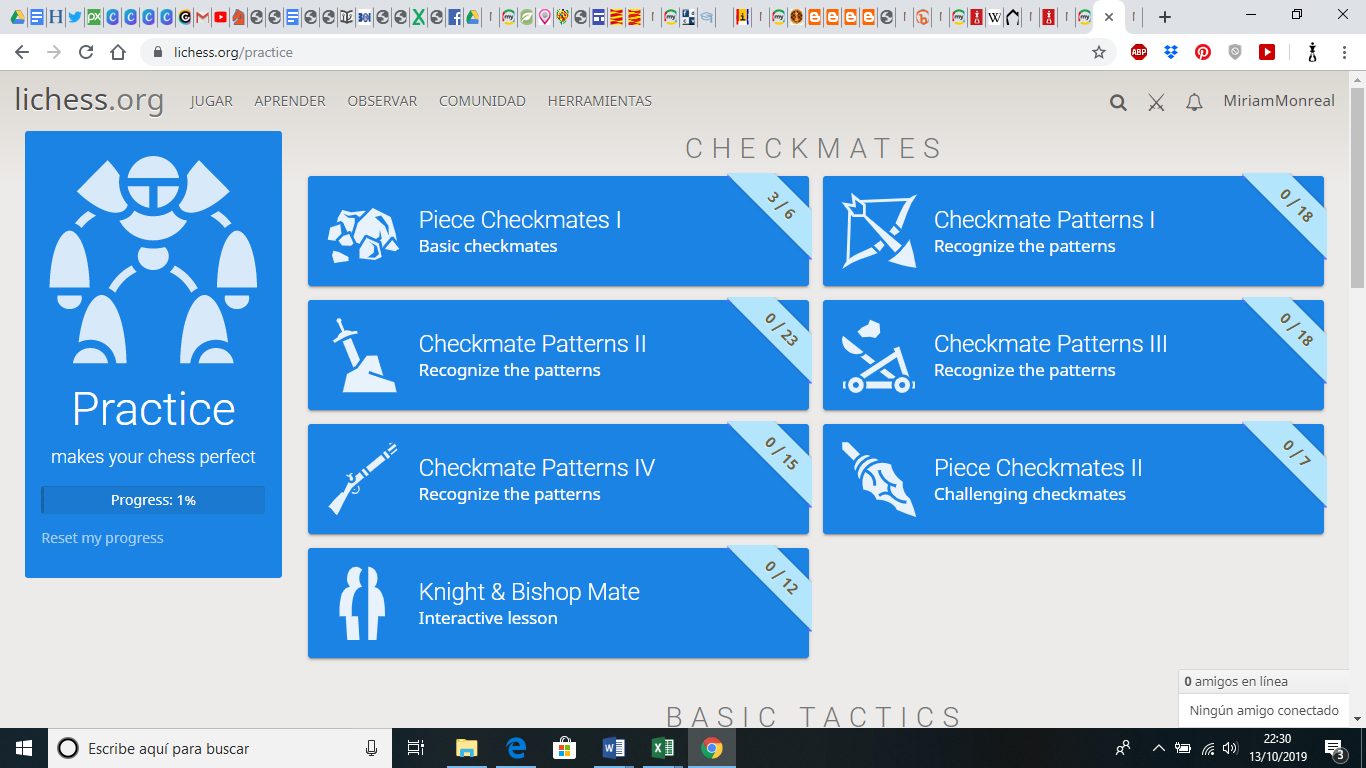 lichess.org/practice
ABP
lichess.org JUGAR APRENDER OBSERVAR COMUNIDAD HERRAMIENTAS MiriamMonreal
Practice
makes your chess perfect
Progress: 1%
Reset my progress
CHECKMATES
Piece Checkmates I
Basic checkmates
3 / 6
Checkmate Patterns I
Recognize the patterns
0 / 18
Checkmate Patterns II
Recognize the patterns
0 / 23
Checkmate Patterns III
Recognize the patterns
0 / 18
Checkmate Patterns IV
Recognize the patterns
0 / 15
Piece Checkmates II
Challenging checkmates
0 / 7
Knight & Bishop Mate
Interactive lesson
0 / 12
BASIC TACTICS
0 amigos en línea
Ningún amigo conectado
Escribe aquí para buscar
22:30
13/10/2019
3